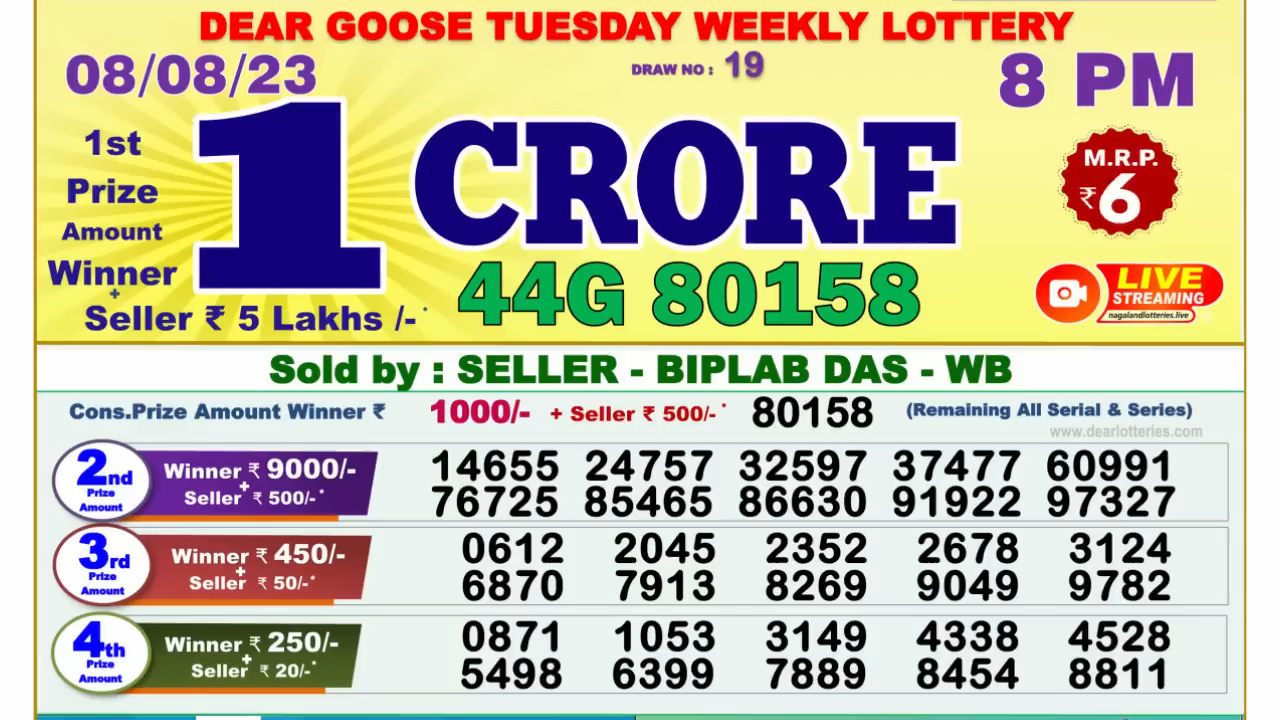 DEAR GOOSE TUESDAY WEEKLY LOTTERY
08/08/23
DRAW NO : 19
8 PM
1st
Prize
Amount
Winner
+
Seller ₹ 5 Lakhs /-*
1 CRORE
44G 80158
M.R.P.
₹ 6
LIVE
STREAMING
nagalandlotteries.live
Sold by : SELLER - BIPLAB DAS - WB
Cons.Prize Amount Winner ₹ 1000/- + Seller ₹ 500/-* 80158 (Remaining All Serial & Series)
www.dearlotteries.com
2nd
Prize
Amount
Winner ₹ 9000/-
+
Seller ₹ 500/-*
14655 24757 32597 37477 60991
76725 85465 86630 91922 97327
3rd
Prize
Amount
Winner ₹ 450/-
+
Seller ₹ 50/-*
0612 2045 2352 2678 3124
6870 7913 8269 9049 9782
4th
Prize
Amount
Winner ₹ 250/-
+
Seller ₹ 20/-*
0871 1053 3149 4338 4528
5498 6399 7889 8454 8811